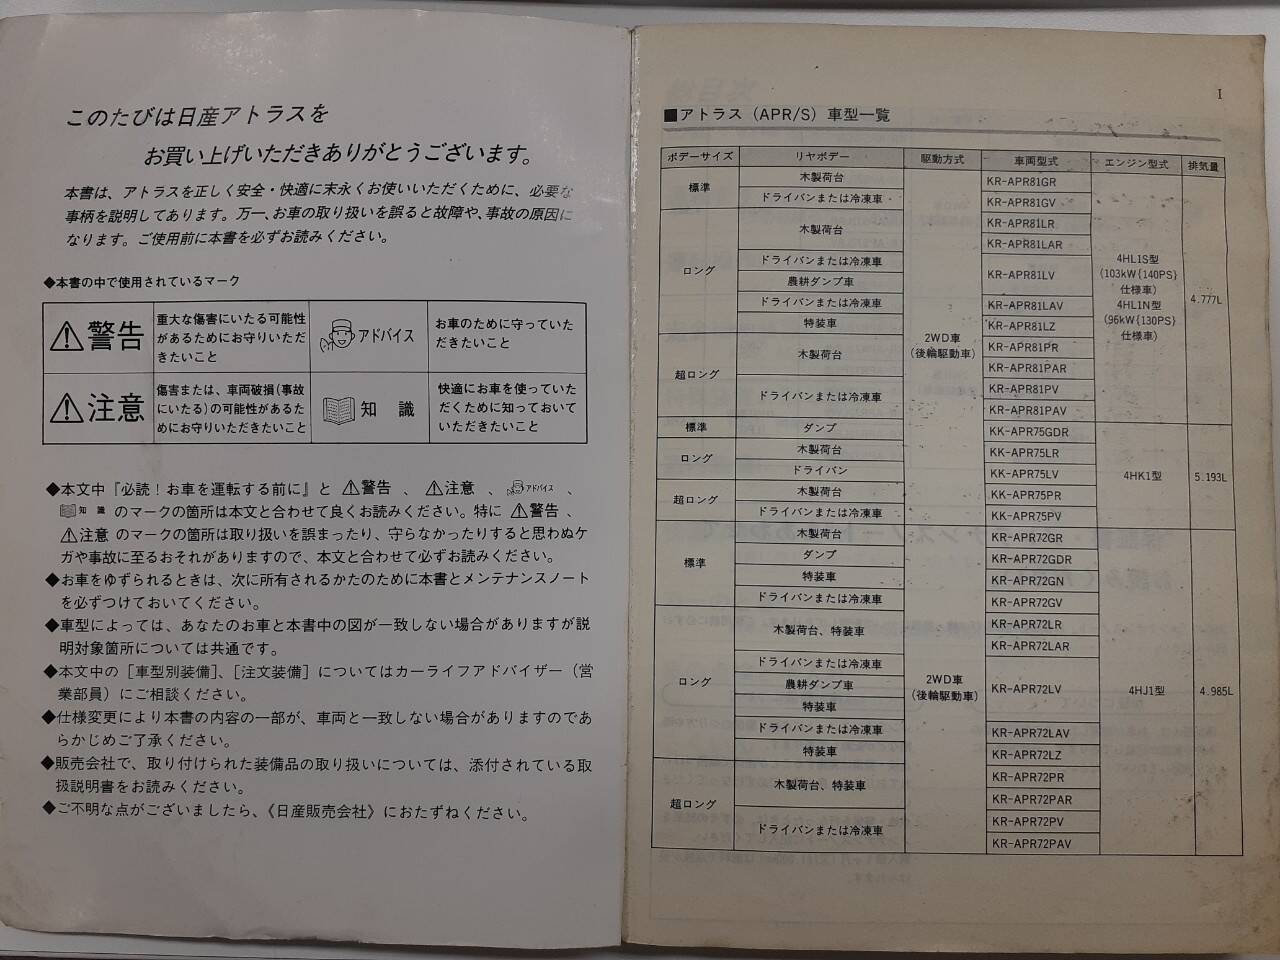 このたびは日産アトラスを
お買い上げいただきありがとうございます。
本書は、アトラスを正しく安全・快適に末永くお使いいただくために、必要な
事柄を説明してあります。万一、お車の取り扱いを誤ると故障や、事故の原因に
なります。ご使用前に本書を必ずお読みください。
◆本書の中で使用されているマーク
警告
重大な傷害にいたる可能性
があるためにお守りいただ
きたいこと
アドバイス
お車のために守っていた
だきたいこと
注意
傷害または、車両破損(事故
にいたる)の可能性があるた
めにお守りいただきたいこと
知 識
快適にお車を使っていた
だくために知っておいて
いただきたいこと
◆本文中『必読!お車を運転する前に』と 警告 、 注意 、 アドバイス 、
知 識 のマークの箇所は本文と合わせて良くお読みください。特に 警告 、
注意 のマークの箇所は取り扱いを誤まったり、守らなかったりすると思わぬケ
ガや事故に至るおそれがありますので、本文と合わせて必ずお読みください。
◆お車をゆずられるときは、次に所有されるかたのために本書とメンテナンスノート
を必ずつけておいてください。
◆車型によっては、あなたのお車と本書中の図が一致しない場合がありますが説
明対象箇所については共通です。
◆本文中の[車型別装備]、[注文装備]についてはカーライフアドバイザー(営
業部員)にご相談ください。
◆仕様変更により本書の内容の一部が、車両と一致しない場合がありますのであ
らかじめご了承ください。
◆販売会社で、取り付けられた装備品の取り扱いについては、添付されている取
扱説明書をお読みください。
◆ご不明な点がございましたら、《日産販売会社》におたずねください。
I
■アトラス(APR/S)車型一覧
ボデーサイズ リヤボデー 駆動方式 車両型式 エンジン型式 排気量
標準 木製荷台 KR-APR81GR
ドライバンまたは冷凍車 KR-APR81GV
ロング 木製荷台 KR-APR81LR
KR-APR81LAR
ドライバンまたは冷凍車 KR-APR81LV
農耕ダンプ車
ドライバンまたは冷凍車 KR-APR81LAV
特装車 KR-APR81LZ
超ロング 木製荷台 KR-APR81PR
KR-APR81PAR
ドライバンまたは冷凍車 KR-APR81PV
KR-APR81PAV
2WD車
(後輪駆動車)
4HL1S型
(103kW{140PS}
仕様車)
4HL1N型
(96kW{130PS}
仕様車)
4.777L
標準 ダンプ KK-APR75GDR
ロング 木製荷台 KK-APR75LR
ドライバン KK-APR75LV
超ロング 木製荷台 KK-APR75PR
ドライバンまたは冷凍車 KK-APR75PV
4HK1型 5.193L
標準 木製荷台 KR-APR72GR
ダンプ KR-APR72GDR
特装車 KR-APR72GN
ドライバンまたは冷凍車 KR-APR72GV
ロング 木製荷台、特装車 KR-APR72LR
KR-APR72LAR
ドライバンまたは冷凍車 KR-APR72LV
農耕ダンプ車
特装車
ドライバンまたは冷凍車 KR-APR72LAV
特装車 KR-APR72LZ
超ロング 木製荷台、特装車 KR-APR72PR
KR-APR72PAR
ドライバンまたは冷凍車 KR-APR72PV
KR-APR72PAV
2WD車
(後輪駆動車)
4HJ1型 4.985L